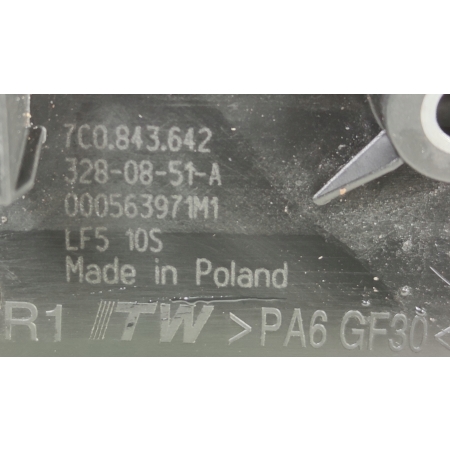 7C0.843.642
328-08-51-A
000563971M1
LF5 10S
Made in Poland
R1 ITW >PA6 GF30<